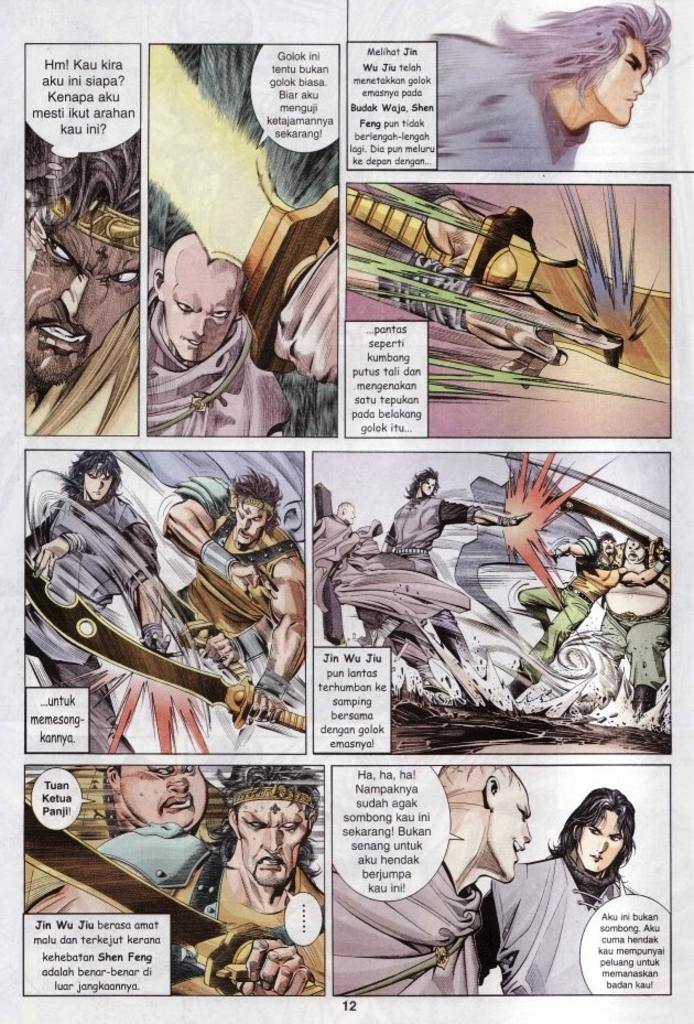 Hm! Kau kira
aku ini siapa?
Kenapa aku
mesti ikut arahan
kau ini?
Golok ini
tentu bukan
golok biasa.
Biar aku
menguji
ketajamannya
sekarang!
Melihat Jin
Wu Jiu telah
menetakkan golok
emasnya pada
Budak Waja, Shen
Feng pun tidak
berlengah-lengah
lagi. Dia pun meluru
ke depan dengan...
...pantas
seperti
kumbang
putus tali dan
mengenakan
satu tepukan
pada belakang
golok itu...
...untuk
memesong-
kannya.
Jin Wu Jiu
pun lantas
terhumban ke
samping
bersama
dengan golok
emasnya!
Tuan
Ketua
Panji!
Jin Wu Jiu berasa amat
malu dan terkejut kerana
kehebatan Shen Feng
adalah benar-benar di
luar jangkaannya.
......
Ha, ha, ha!
Nampaknya
sudah agak
sombong kau ini
sekarang! Bukan
senang untuk
aku hendak
berjumpa
kau ini!
Aku ini bukan
sombong. Aku
cuma hendak
kau mempunyai
peluang untuk
memanaskan
badan kau!
12